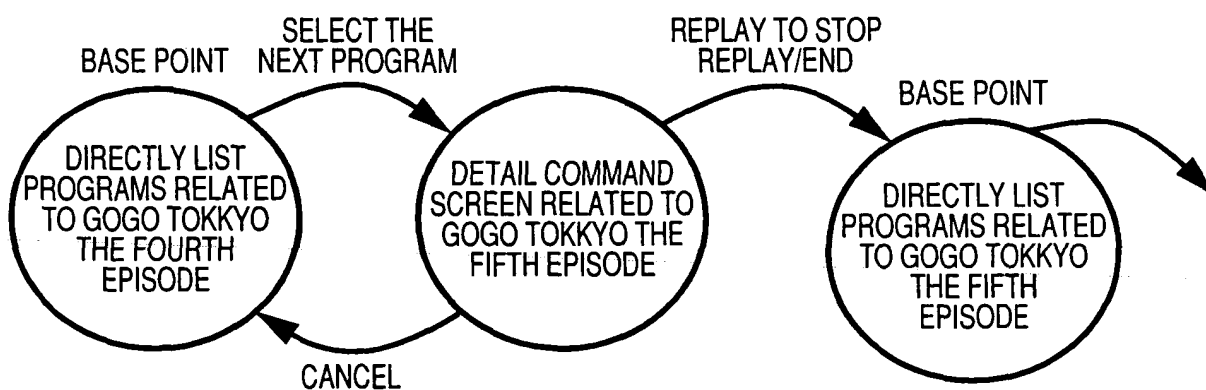 BASE POINT
SELECT THE
NEXT PROGRAM
REPLAY TO STOP
REPLAY/END
BASE POINT
DIRECTLY LIST
PROGRAMS RELATED
TO GOGO TOKKYO
THE FOURTH
EPISODE
DETAIL COMMAND
SCREEN RELATED TO
GOGO TOKKYO THE
FIFTH EPISODE
DIRECTLY LIST
PROGRAMS RELATED
TO GOGO TOKKYO
THE FIFTH
EPISODE
CANCEL